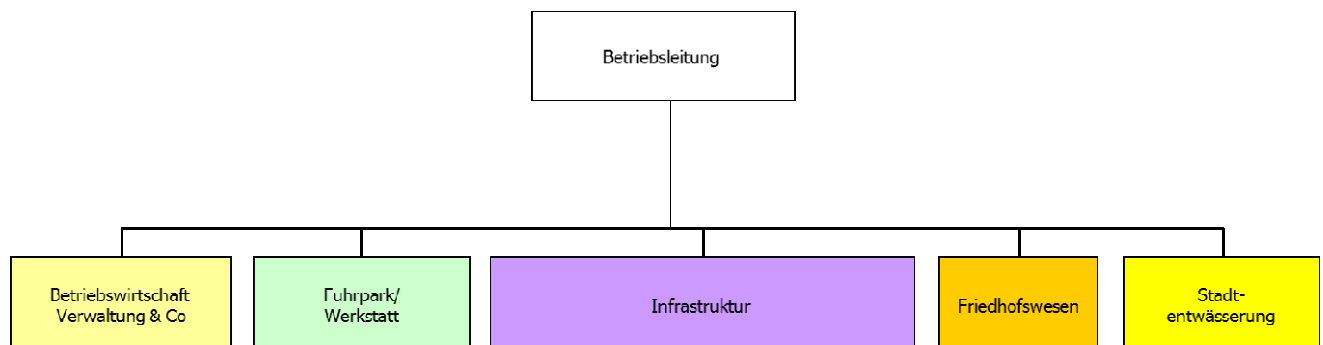 Betriebsleitung
Betriebswirtschaft
Verwaltung & Co
Fuhrpark/
Werkstatt
Infrastruktur
Friedhofswesen
Stadt-
entwässerung